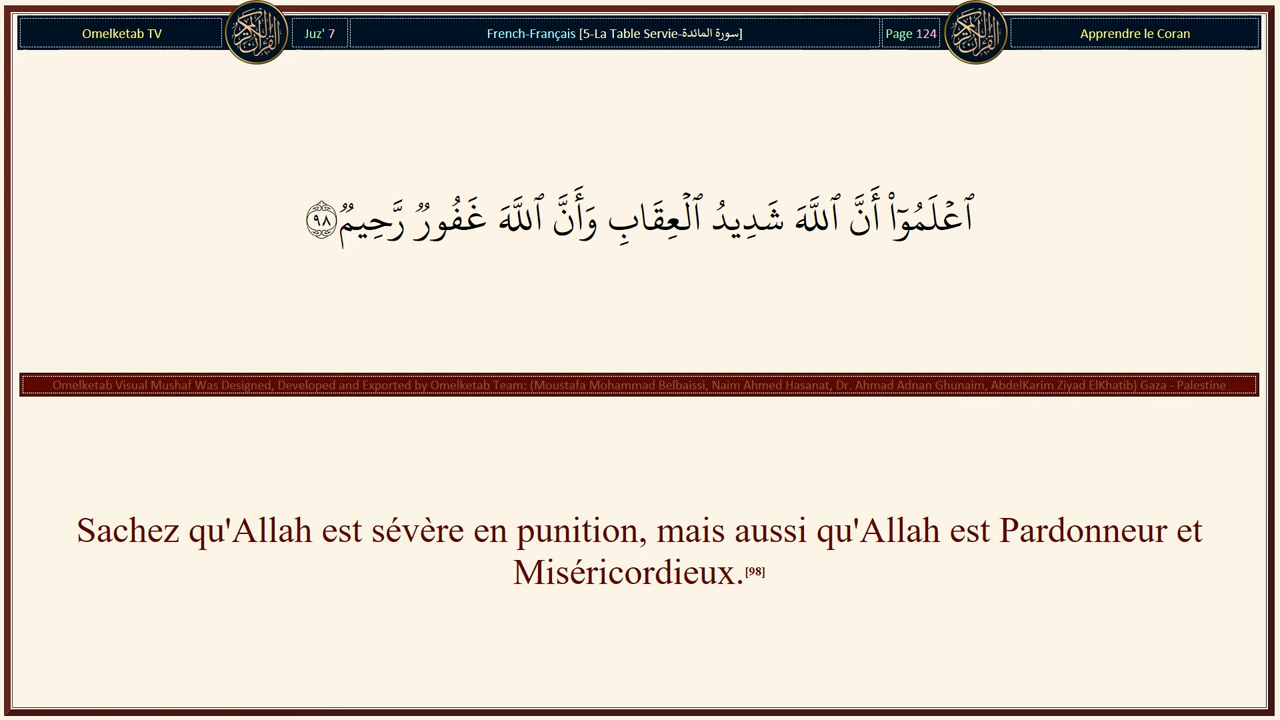 Omelketab TV
Juz' 7
French-Français [5-La Table Servie-سورة المائدة]
Page 124
Apprendre le Coran
ٱعۡلَمُوٓاْ أَنَّ ٱللَّهَ شَدِيدُ ٱلۡعِقَابِ وَأَنَّ ٱللَّهَ غَفُورٞ رَّحِيمٞ ٩٨
Omelketab Visual Mushaf Was Designed, Developed and Exported by Omelketab Team: (Moustafa Mohammad Belbaissi, Naim Ahmed Hasanat, Dr. Ahmad Adnan Ghunaim, AbdelKarim Ziyad ElKhatib) Gaza - Palestine
Sachez qu'Allah est sévère en punition, mais aussi qu'Allah est Pardonneur et
Miséricordieux.[98]